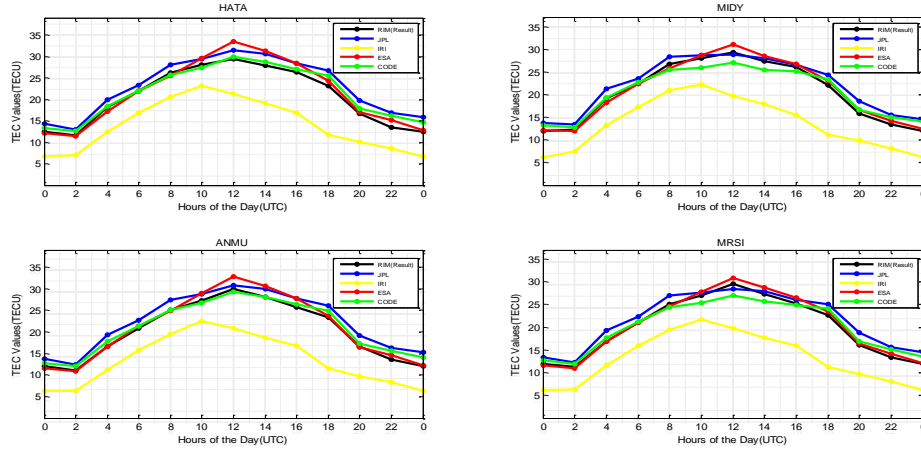 HATA
35
30
25
20
15
10
5
TEC Values(TECU)
0 2 4 6 8 10 12 14 16 18 20 22 0
Hours of the Day(UTC)
RIM(Result)
JPL
IRI
ESA
CODE
MIDY
35
30
25
20
15
10
5
TEC Values(TECU)
0 2 4 6 8 10 12 14 16 18 20 22 0
Hours of the Day(UTC)
RIM(Result)
JPL
IRI
ESA
CODE
ANMU
35
30
25
20
15
10
5
TEC Values(TECU)
0 2 4 6 8 10 12 14 16 18 20 22 0
Hours of the Day(UTC)
RIM(Result)
JPL
IRI
ESA
CODE
MRSI
35
30
25
20
15
10
5
TEC Values(TECU)
0 2 4 6 8 10 12 14 16 18 20 22 0
Hours of the Day(UTC)
RIM(Result)
JPL
IRI
ESA
CODE